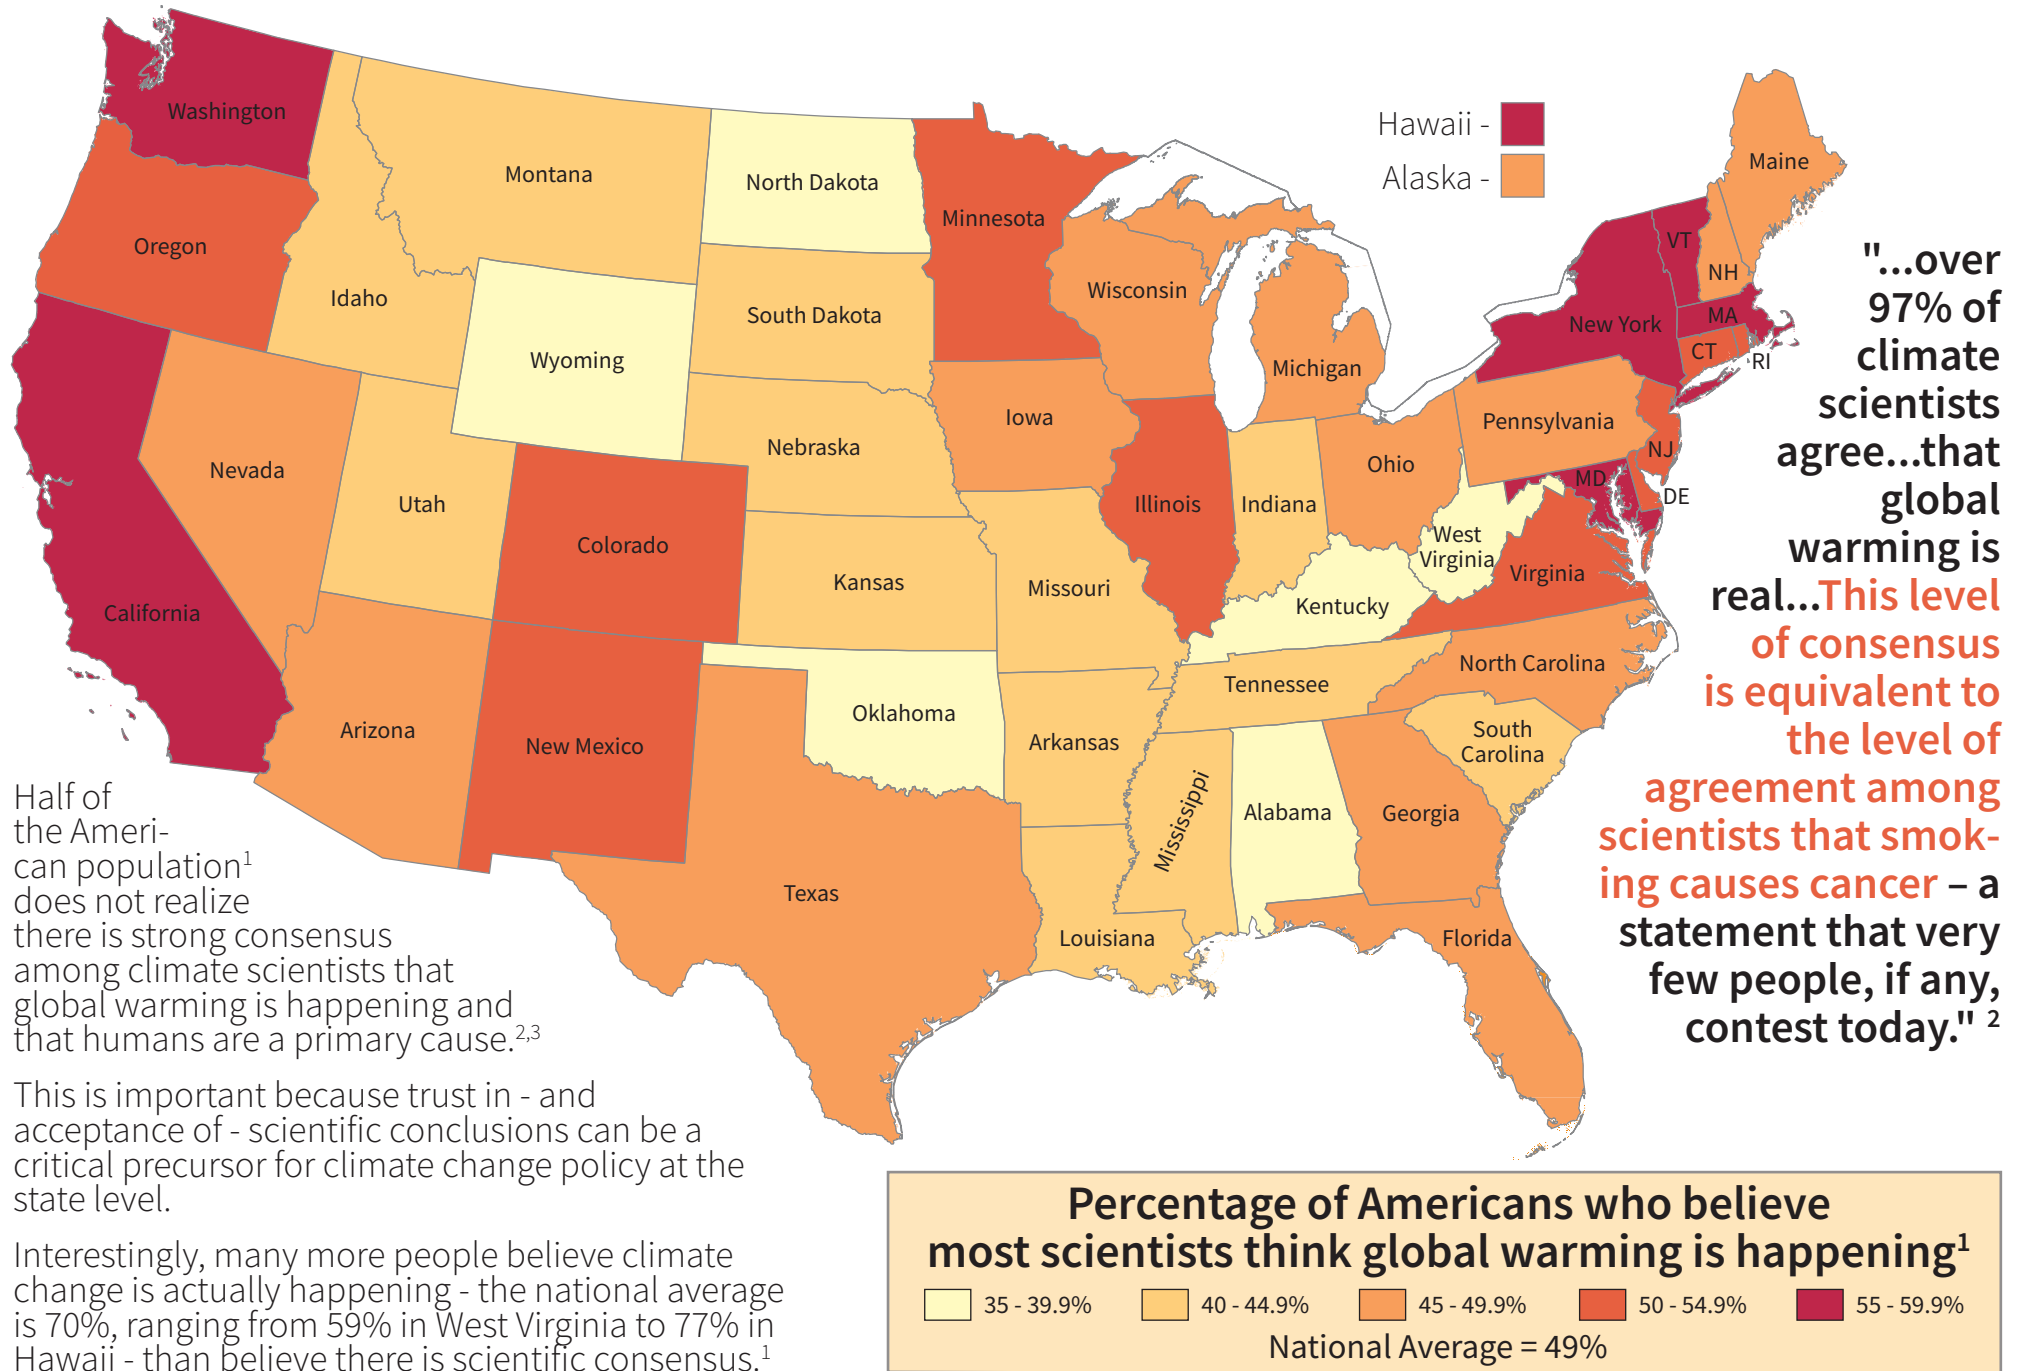 Washington
Montana
North Dakota
Minnesota
Hawaii -
Alaska -
Maine
Oregon
Idaho
Wyoming
South Dakota
Wisconsin
Michigan
VT
NH
New York
MA
CT
RI
Nevada
Utah
Colorado
Nebraska
Iowa
Illinois
Indiana
Ohio
Pennsylvania
NJ
MD
DE
California
Kansas
Missouri
Kentucky
West
Virginia
Virginia
Arizona
New Mexico
Oklahoma
Arkansas
Tennessee
North Carolina
South
Carolina
Texas
Louisiana
Mississippi
Alabama
Georgia
Florida
"...over
97% of
climate
scientists
agree...that
global
warming is
real...This level
of consensus
is equivalent to
the level of
agreement among
scientists that smok-
ing causes cancer – a
statement that very
few people, if any,
contest today." 2
Half of
the Ameri-
can population1
does not realize
there is strong consensus
among climate scientists that
global warming is happening and
that humans are a primary cause.2,3
This is important because trust in - and
acceptance of - scientific conclusions can be a
critical precursor for climate change policy at the
state level.
Interestingly, many more people believe climate
change is actually happening - the national average
is 70%, ranging from 59% in West Virginia to 77% in
Hawaii - than believe there is scientific consensus.1
Percentage of Americans who believe
most scientists think global warming is happening1
35 - 39.9%
40 - 44.9%
45 - 49.9%
50 - 54.9%
55 - 59.9%
National Average = 49%